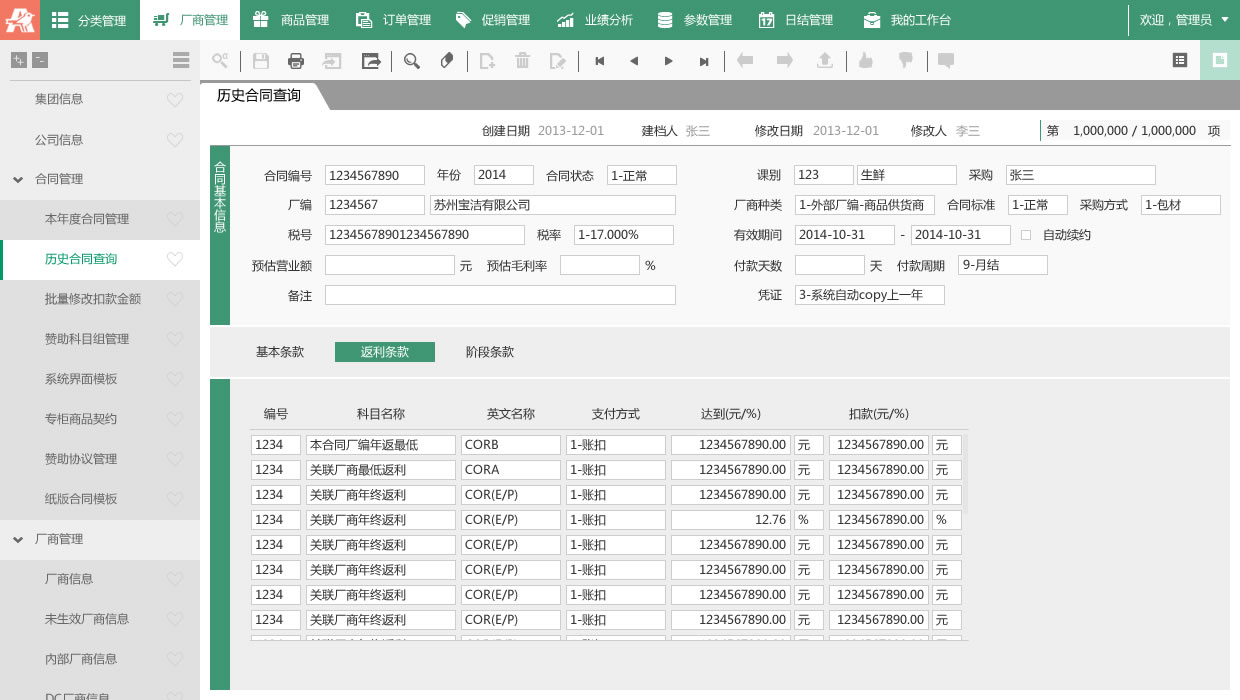 分类管理 厂商管理 商品管理 订单管理 促销管理 业绩分析 参数管理 日结管理 我的工作台 欢迎，管理员
历史合同查询
创建日期 2013-12-01 建档人 张三 修改日期 2013-12-01 修改人 李三 第 1,000,000 / 1,000,000 项
集团信息
公司信息
合同管理
本年度合同管理
历史合同查询
批量修改扣款金额
赞助科目组管理
系统界面模板
专柜商品契约
赞助协议管理
纸版合同模板
厂商管理
厂商信息
未生效厂商信息
内部厂商信息
DC厂商信息
合同基本信息
合同编号 1234567890 年份 2014 合同状态 1-正常 课别 123 生鲜 采购 张三
厂编 1234567 苏州宝洁有限公司 厂商种类 1-外部厂编-商品供货商 合同标准 1-正常 采购方式 1-包材
税号 12345678901234567890 税率 1-17.000% 有效期间 2014-10-31 - 2014-10-31 自动续约
预估营业额 元 预估毛利率 % 付款天数 天 付款周期 9-月结
备注 凭证 3-系统自动copy上一年
基本条款 返利条款 阶段条款
编号 科目名称 英文名称 支付方式 达到(元/%) 扣款(元/%)
1234 本合同厂编年返最低 CORB 1-账扣 1234567890.00 元 1234567890.00 元
1234 关联厂商最低返利 CORA 1-账扣 1234567890.00 元 1234567890.00 元
1234 关联厂商年终返利 COR(E/P) 1-账扣 1234567890.00 元 1234567890.00 元
1234 关联厂商年终返利 COR(E/P) 1-账扣 12.76 % 1234567890.00 %
1234 关联厂商年终返利 COR(E/P) 1-账扣 1234567890.00 元 1234567890.00 元
1234 关联厂商年终返利 COR(E/P) 1-账扣 1234567890.00 元 1234567890.00 元
1234 关联厂商年终返利 COR(E/P) 1-账扣 1234567890.00 元 1234567890.00 元
1234 关联厂商年终返利 COR(E/P) 1-账扣 1234567890.00 元 1234567890.00 元